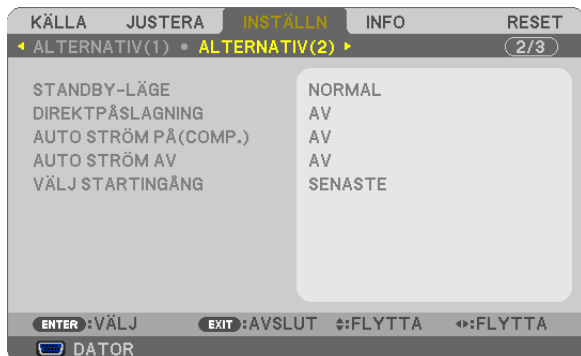 KÄLLA JUSTERA INSTÄLLN INFO RESET
ALTERNATIV(1) • ALTERNATIV(2) 2/3
STANDBY-LÄGE NORMAL
DIREKTPÅSLAGNING AV
AUTO STRÖM PÅ(COMP.) AV
AUTO STRÖM AV AV
VÄLJ STARTINGÅNG SENASTE
ENTER :VÄLJ EXIT :AVSLUT :FLYTTA :FLYTTA
DATOR